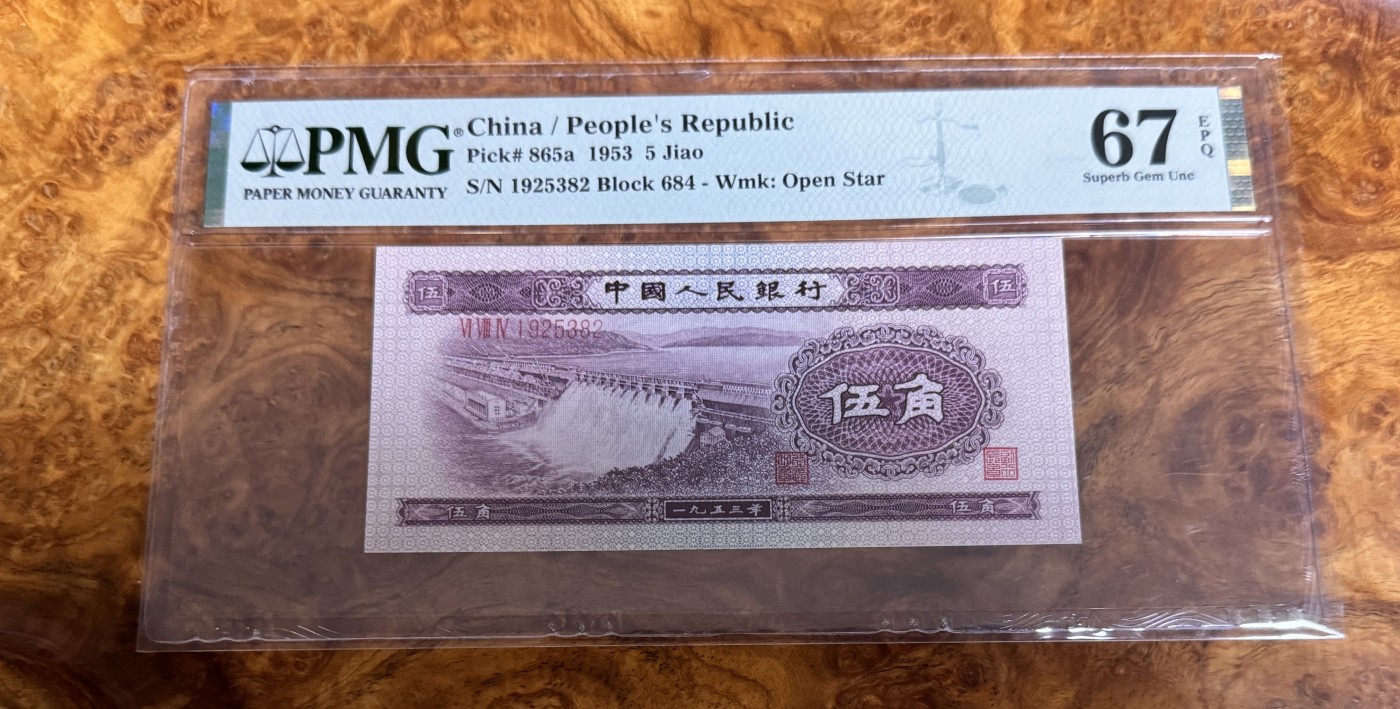 PMG®
PAPER MONEY GUARANTY
China / People's Republic
Pick# 865a 1953 5 Jiao
S/N 1925382 Block 684 - Wmk: Open Star
67
EPQ
Superb Gem Unc
伍 中國人民銀行 伍
VI VIII IV 1925382
伍角
伍角 一九五三年 伍角